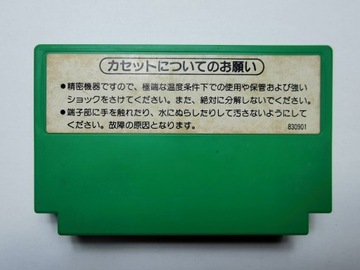 カセットについてのお願い
●精密機器ですので、極端な温度条件下での使用や保管および強い
ショックをさけてください。また、絶対に分解しないでください。
●端子部に手を触れたり、水にぬらしたりして汚さないようにして
ください。故障の原因となります。
830901